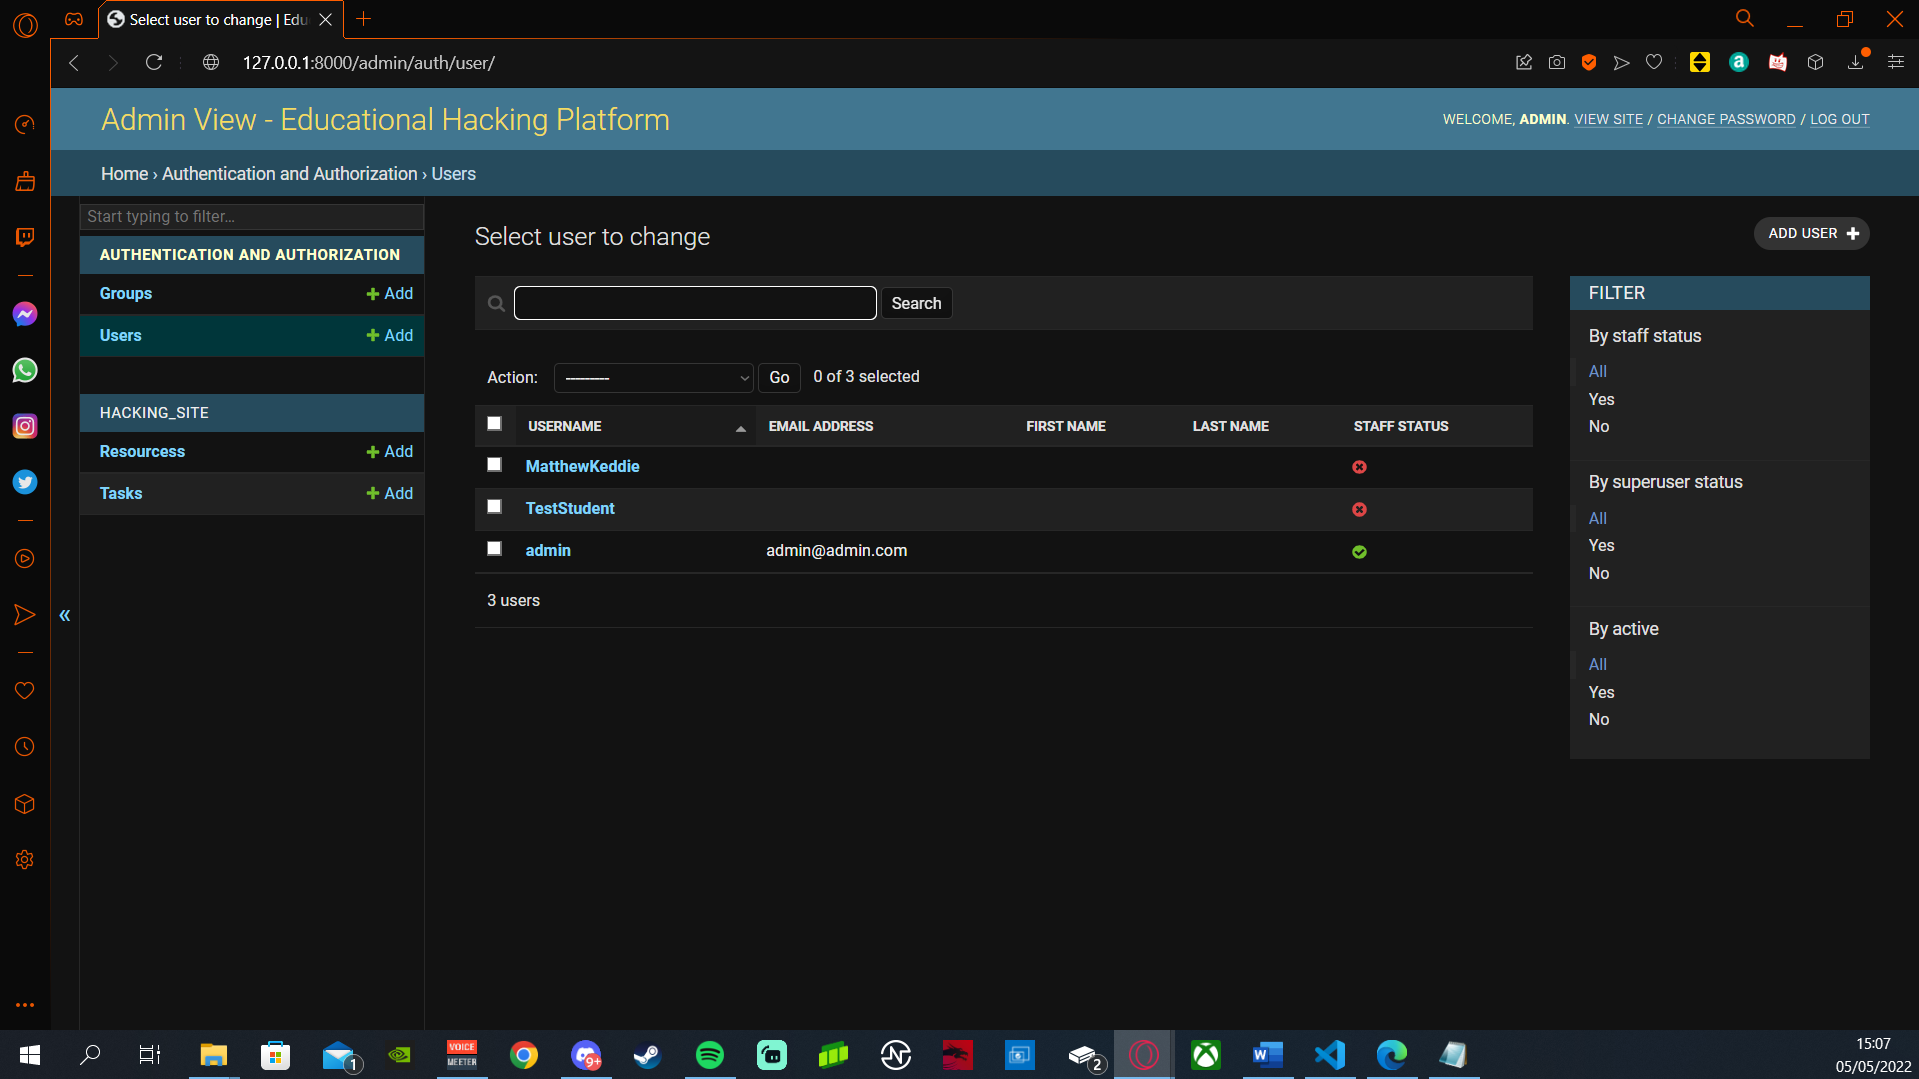 Select user to change | Edu
127.0.0.1:8000/admin/auth/user/
Admin View - Educational Hacking Platform
WELCOME, ADMIN. VIEW SITE / CHANGE PASSWORD / LOG OUT
Home › Authentication and Authorization › Users
Start typing to filter...
AUTHENTICATION AND AUTHORIZATION
Groups + Add
Users + Add
HACKING_SITE
Resourcess + Add
Tasks + Add
«
Select user to change
ADD USER +
Search
Action: --------- Go 0 of 3 selected
USERNAME EMAIL ADDRESS FIRST NAME LAST NAME STAFF STATUS
MatthewKeddie
TestStudent
admin admin@admin.com
3 users
FILTER
By staff status
All
Yes
No
By superuser status
All
Yes
No
By active
All
Yes
No
1
VOICE
MEETER
9+
2
15:07
05/05/2022